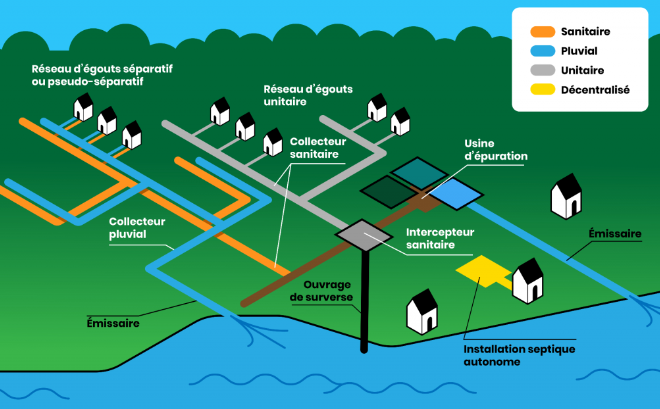 Sanitaire
Pluvial
Unitaire
Décentralisé
Réseau d'égouts séparatif
ou pseudo-séparatif
Réseau d'égouts
unitaire
Collecteur
sanitaire
Usine
d'épuration
Collecteur
pluvial
Intercepteur
sanitaire
Émissaire
Ouvrage
de surverse
Émissaire
Installation septique
autonome